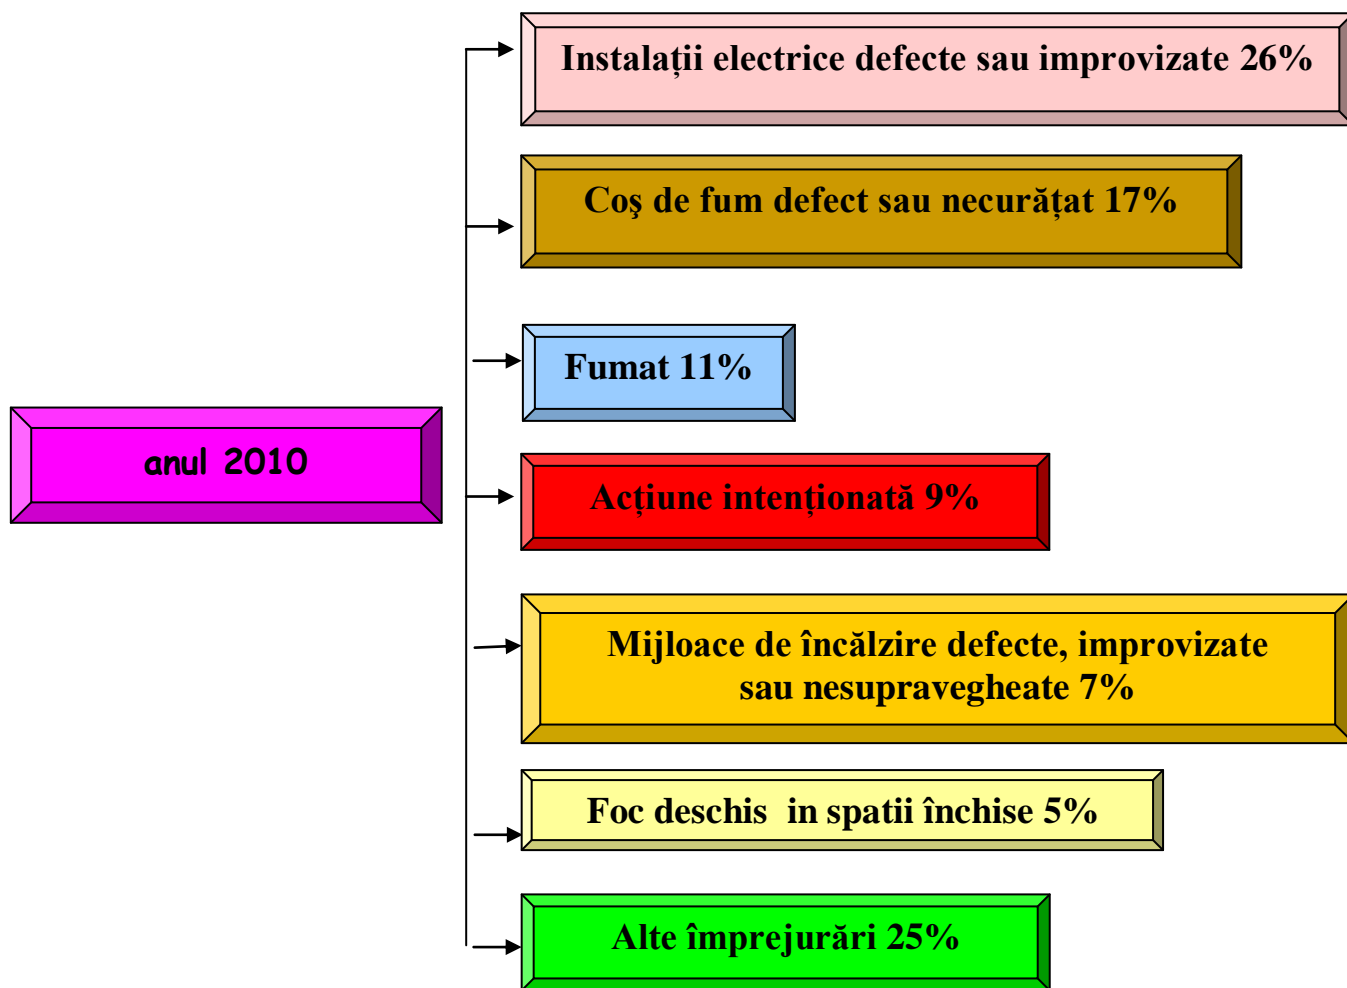 Instalații electrice defecte sau improvizate 26%
Coş de fum defect sau necurățat 17%
Fumat 11%
anul 2010
Acțiune intenționată 9%
Mijloace de încălzire defecte, improvizate
sau nesupravegheate 7%
Foc deschis in spatii închise 5%
Alte împrejurări 25%